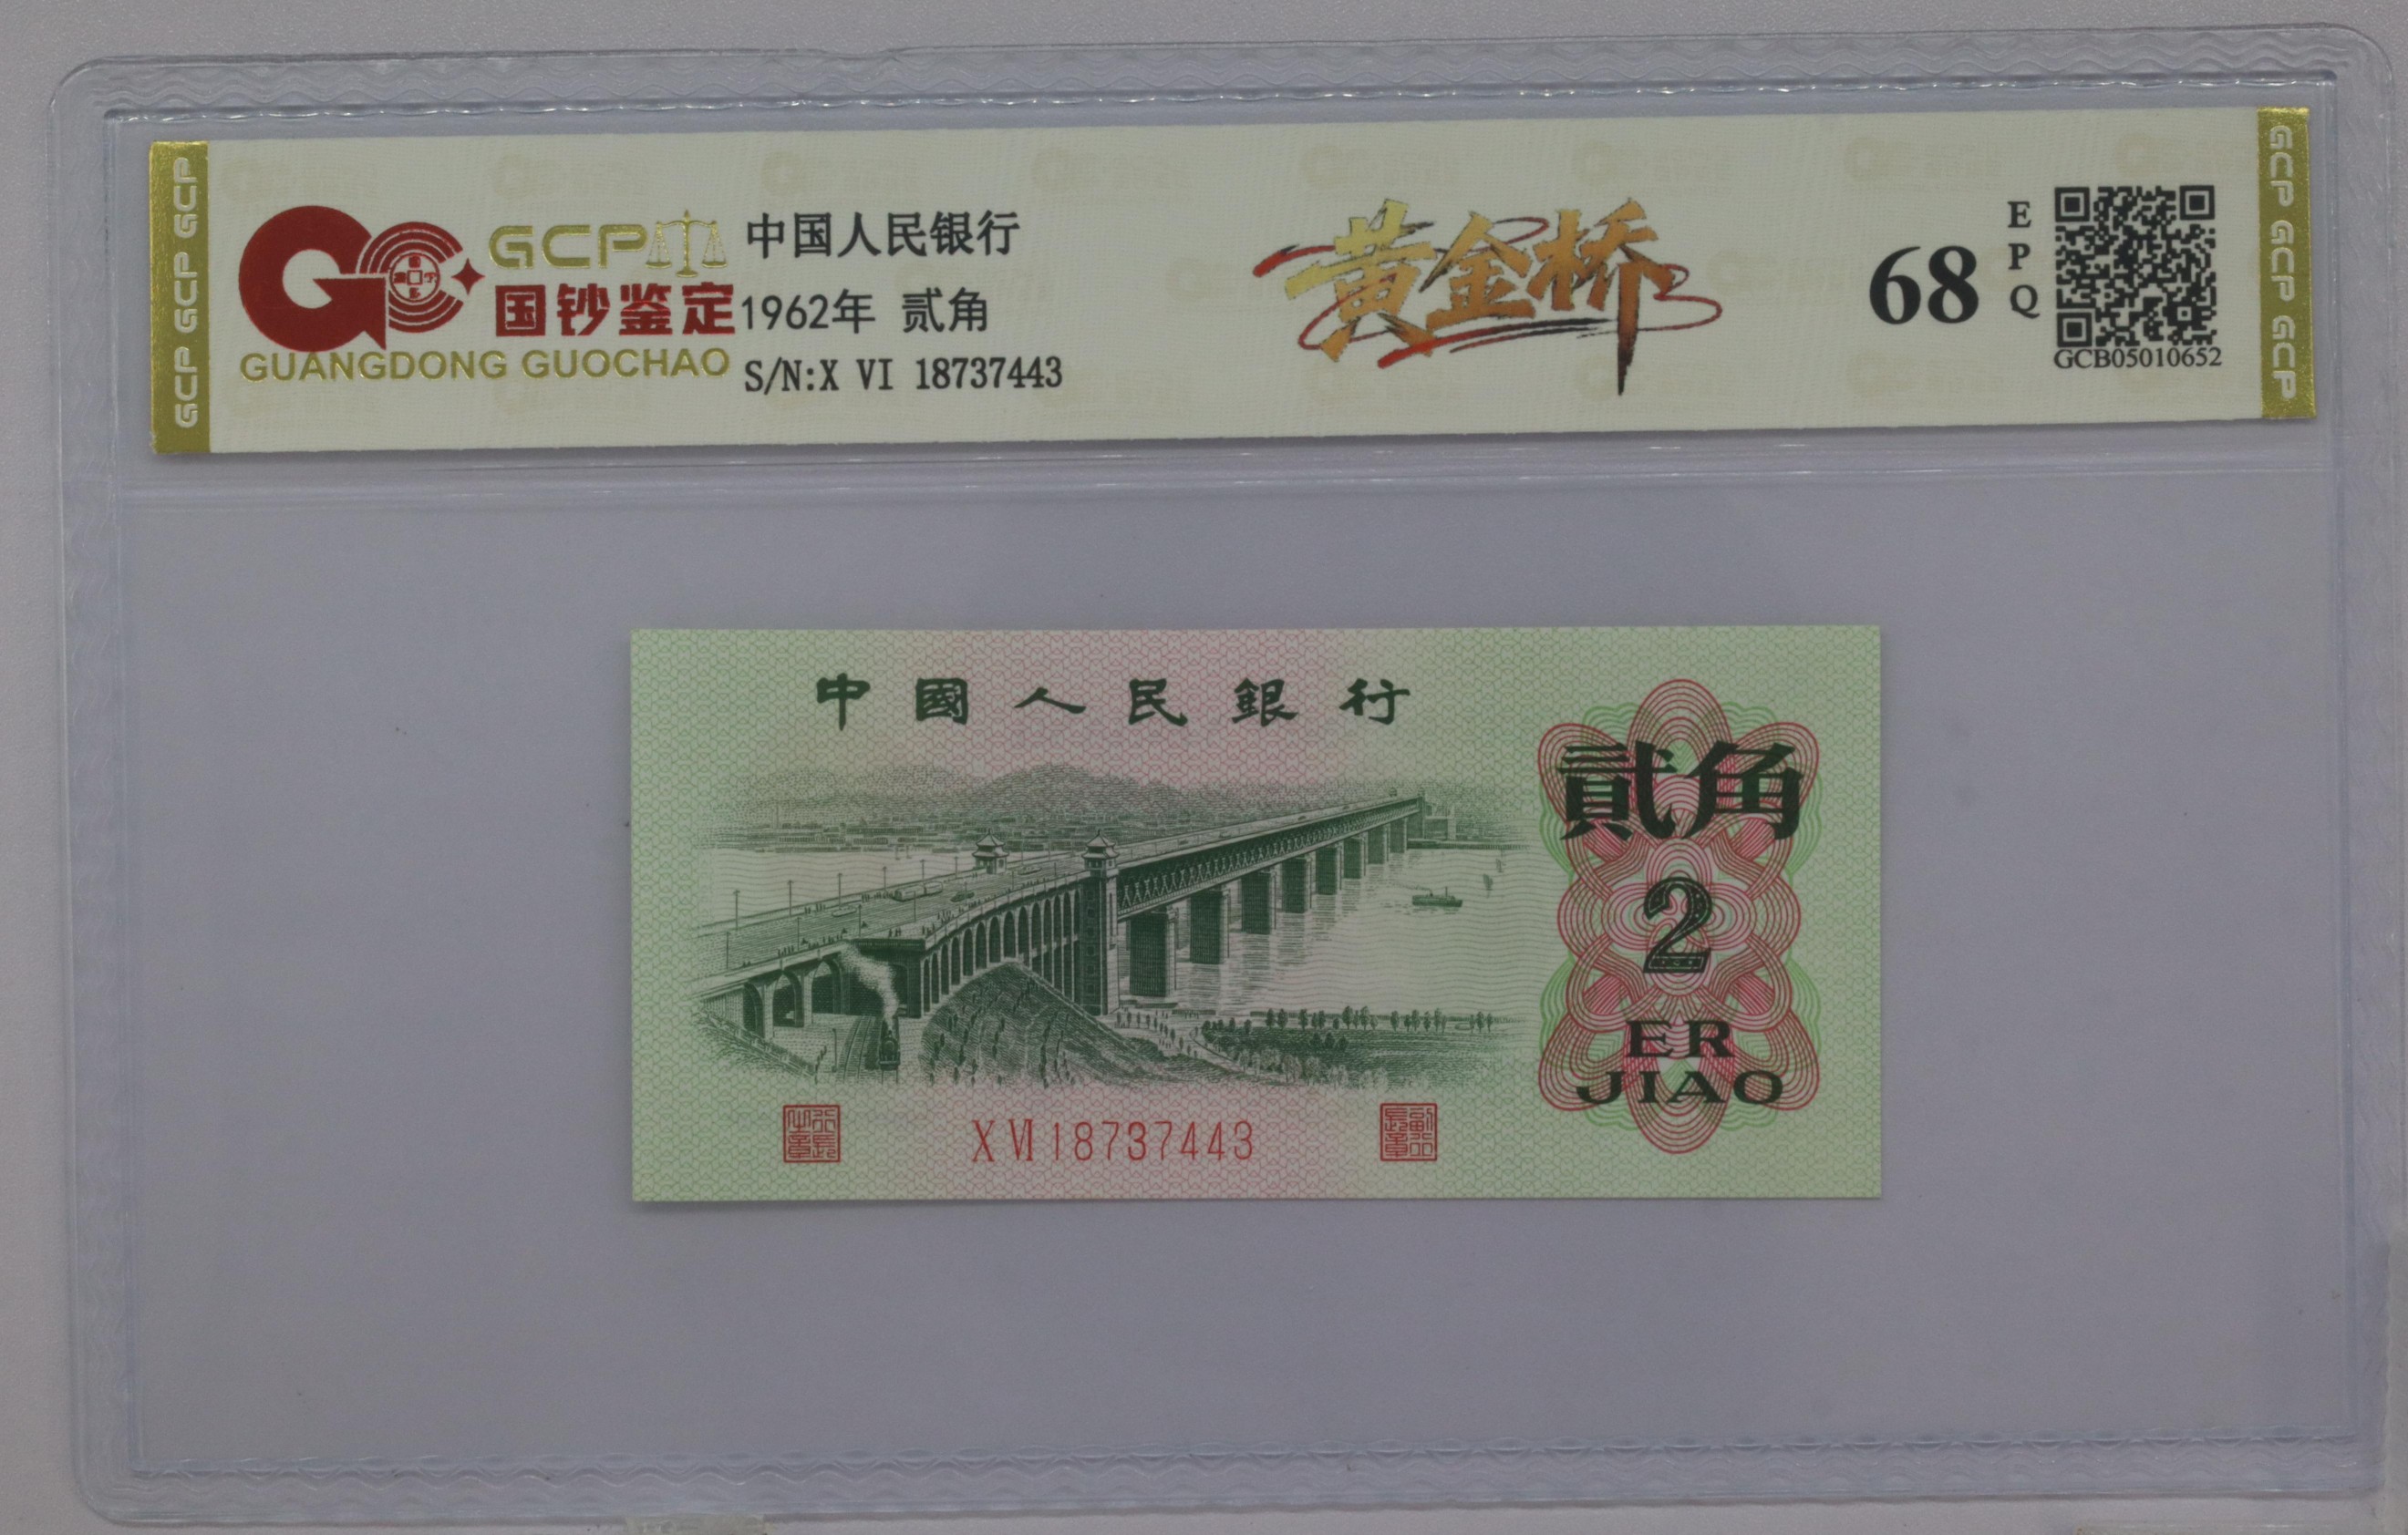 GCP GCP GCP
GCP
国钞鉴定
GUANGDONG GUOCHAO
中国人民银行
1962年 贰角
S/N:X VI 18737443
黄金桥
68
EPQ
GCB05010652
GCP GCP GCP
中國人民銀行
貳角
2
ER
JIAO
X VI 18737443